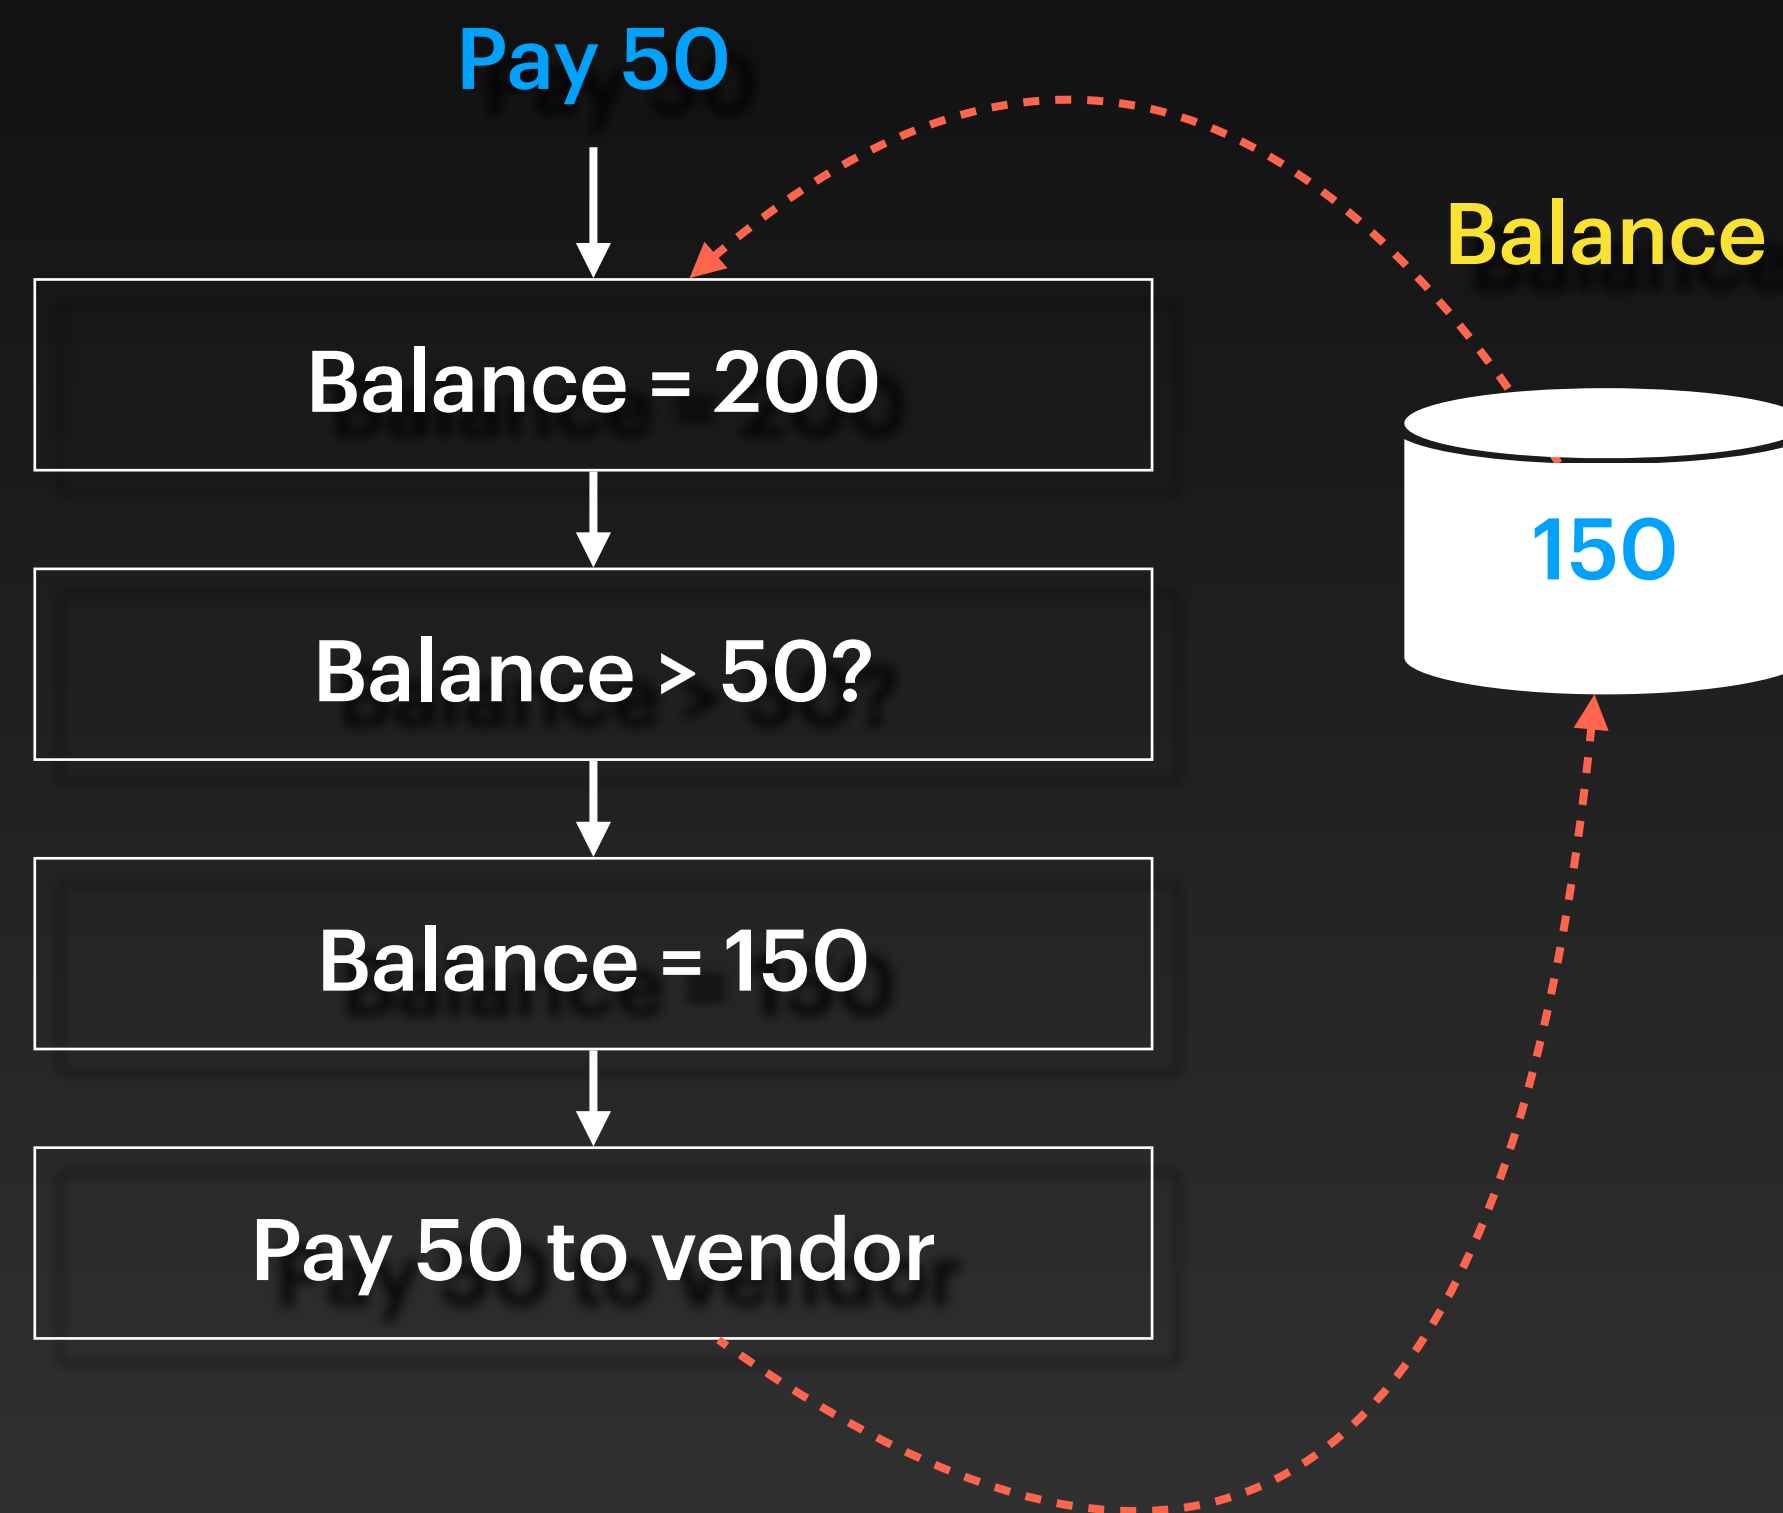 Pay 50
Balance
Balance = 200
150
Balance > 50?
Balance = 150
Pay 50 to vendor